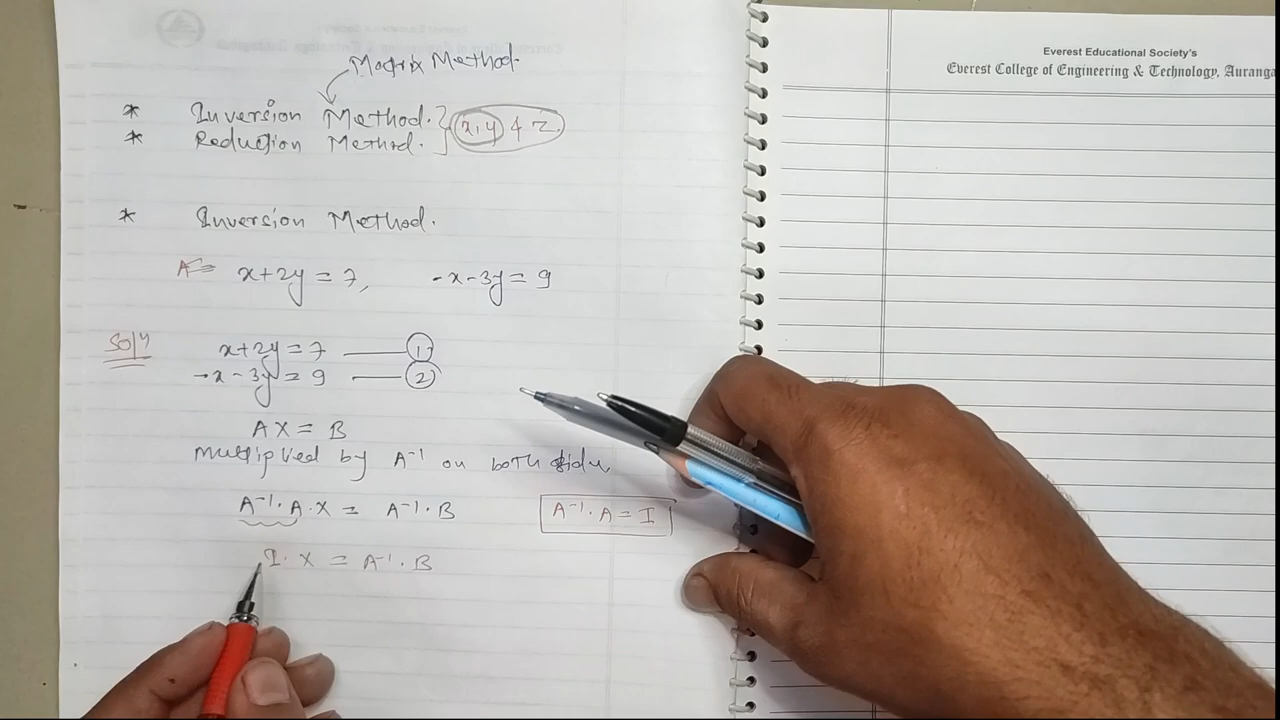 Matrix Method.
* Inversion Method. } x, y & z.
* Reduction Method.
* Inversion Method.
A⇒ x+2y = 7, -x-3y = 9
Soln x+2y = 7 —— 1
-x-3y = 9 —— 2
AX = B
Multiplied by A⁻¹ on both side,
A⁻¹·A·X = A⁻¹·B A⁻¹·A = I
I·X = A⁻¹·B
Everest Educational Society's
Everest College of Engineering & Technology, Auranga